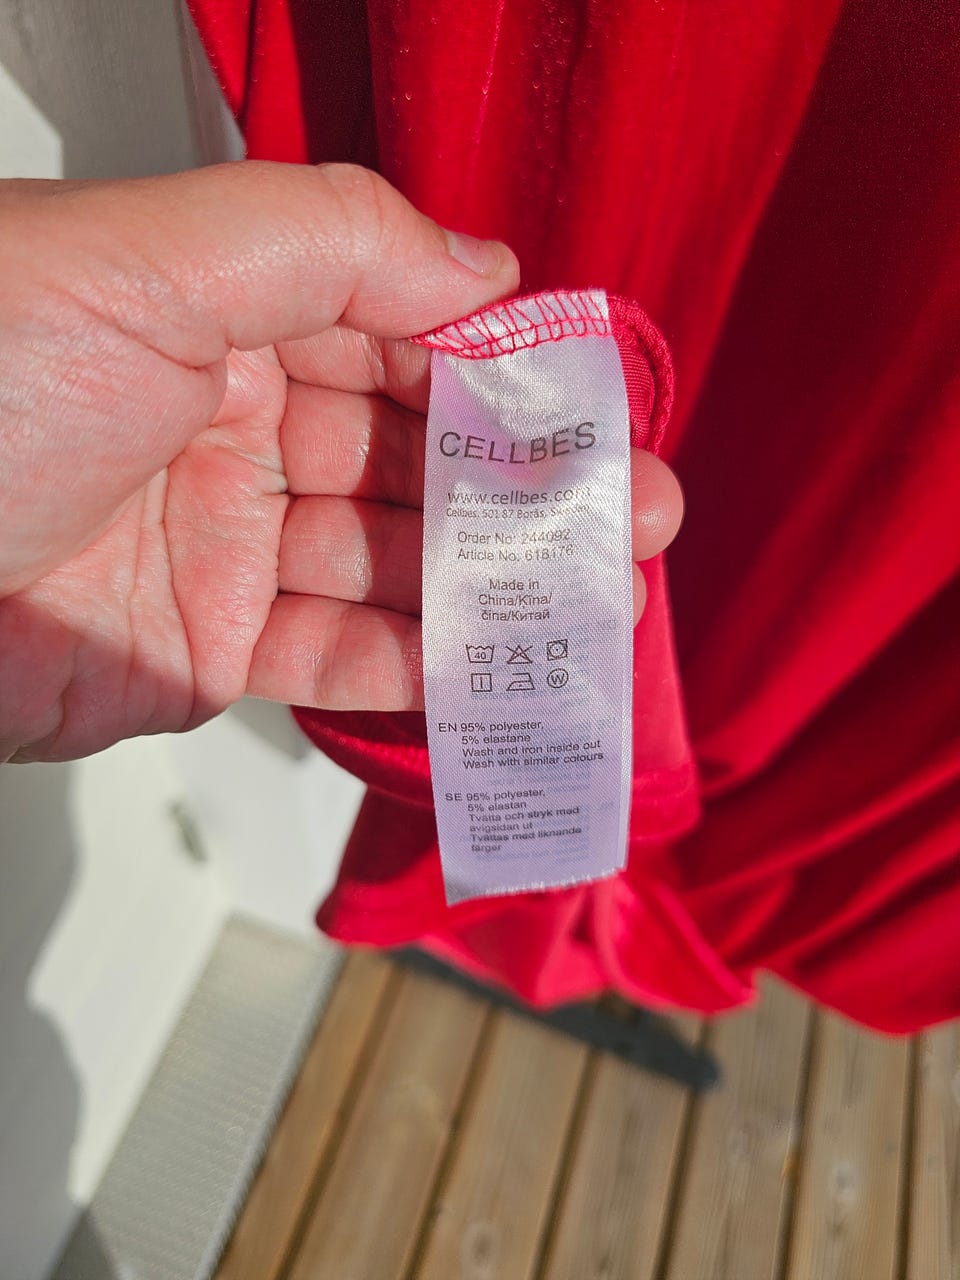 CELLBES
www.cellbes.com
Cellbes, 501 87 Borås, Sweden
Order No: 244092
Article No. 618176
Made in
China/Kina/
čína/Китай
40
W
EN 95% polyester,
5% elastane
Wash and iron inside out
Wash with similar colours
SE 95% polyester,
5% elastan
Tvätta och stryk med
avigsidan ut
Tvättas med liknande
färger